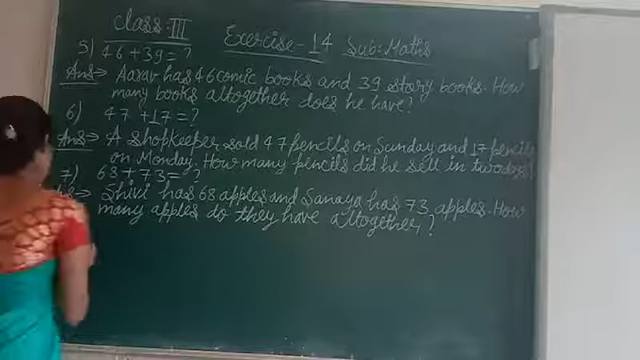 Class-III Exercise-14 Sub:Maths
5) 46+39=?
Ans→ Aarav has 46 comic books and 39 story books. How
many books altogether does he have?
6) 47+17=?
Ans→ A shopkeeper sold 47 pencils on Sunday and 17 pencils
on Monday. How many pencils did he sell in two days?
7) 68+73=?
Ans→ Shivi has 68 apples and Sanaya has 73 apples. How
many apples do they have altogether?